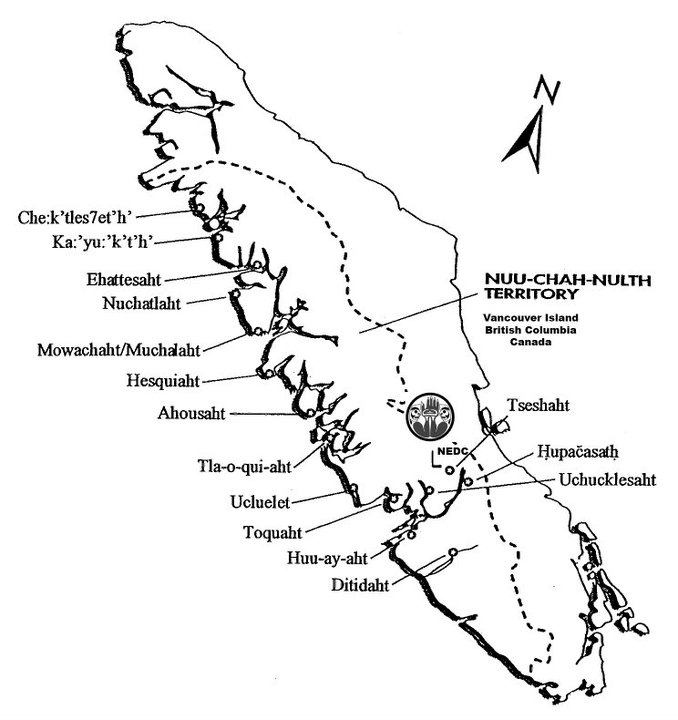 N
Che:k’tles7et’h’
Ka:’yu:’k’t’h’
Ehattesaht
Nuchatlaht
Mowachaht/Muchalaht
Hesquiaht
Ahousaht
Tla-o-qui-aht
Ucluelet
Toquaht
Huu-ay-aht
Ditidaht
NUU-CHAH-NULTH
TERRITORY
Vancouver Island
British Columbia
Canada
Tseshaht
NEDC
Ḥupačasatḥ
Uchucklesaht